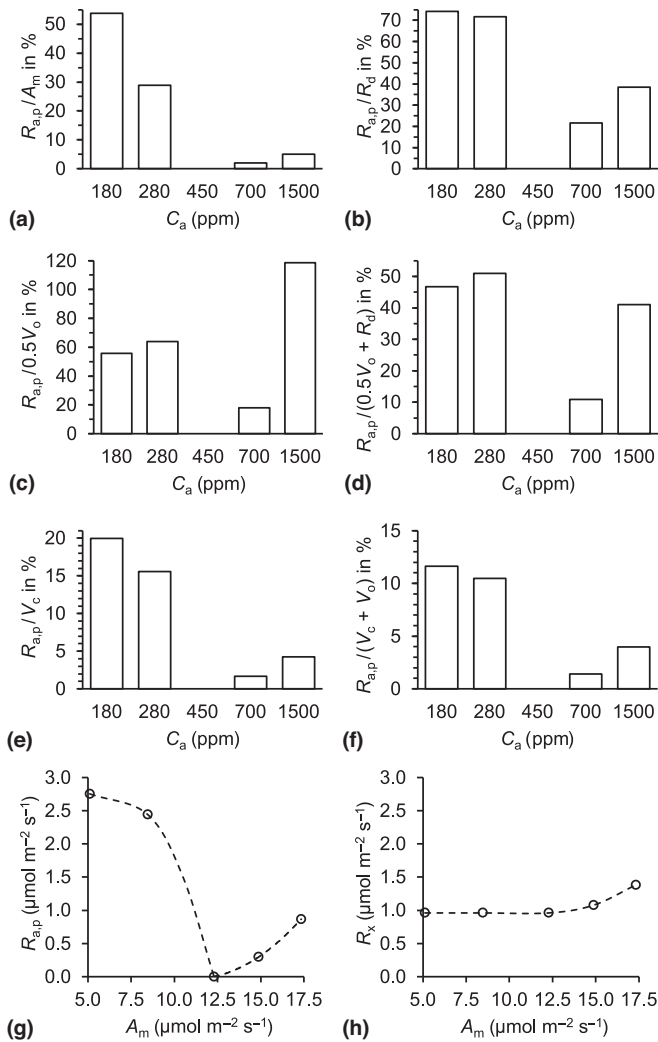 R_a,p/A_m in %
60
50
40
30
20
10
0
180 280 450 700 1500
(a) C_a (ppm)
R_a,p/R_d in %
70
60
50
40
30
20
10
0
180 280 450 700 1500
(b) C_a (ppm)
R_a,p/0.5V_o in %
120
100
80
60
40
20
0
180 280 450 700 1500
(c) C_a (ppm)
R_a,p/(0.5V_o + R_d) in %
50
40
30
20
10
0
180 280 450 700 1500
(d) C_a (ppm)
R_a,p/V_c in %
20
15
10
5
0
180 280 450 700 1500
(e) C_a (ppm)
R_a,p/(V_c + V_o) in %
15
10
5
0
180 280 450 700 1500
(f) C_a (ppm)
R_a,p (µmol m⁻² s⁻¹)
3.0
2.5
2.0
1.5
1.0
0.5
0.0
5.0 7.5 10.0 12.5 15.0 17.5
(g) A_m (µmol m⁻² s⁻¹)
R_x (µmol m⁻² s⁻¹)
3.0
2.5
2.0
1.5
1.0
0.5
0.0
5.0 7.5 10.0 12.5 15.0 17.5
(h) A_m (µmol m⁻² s⁻¹)